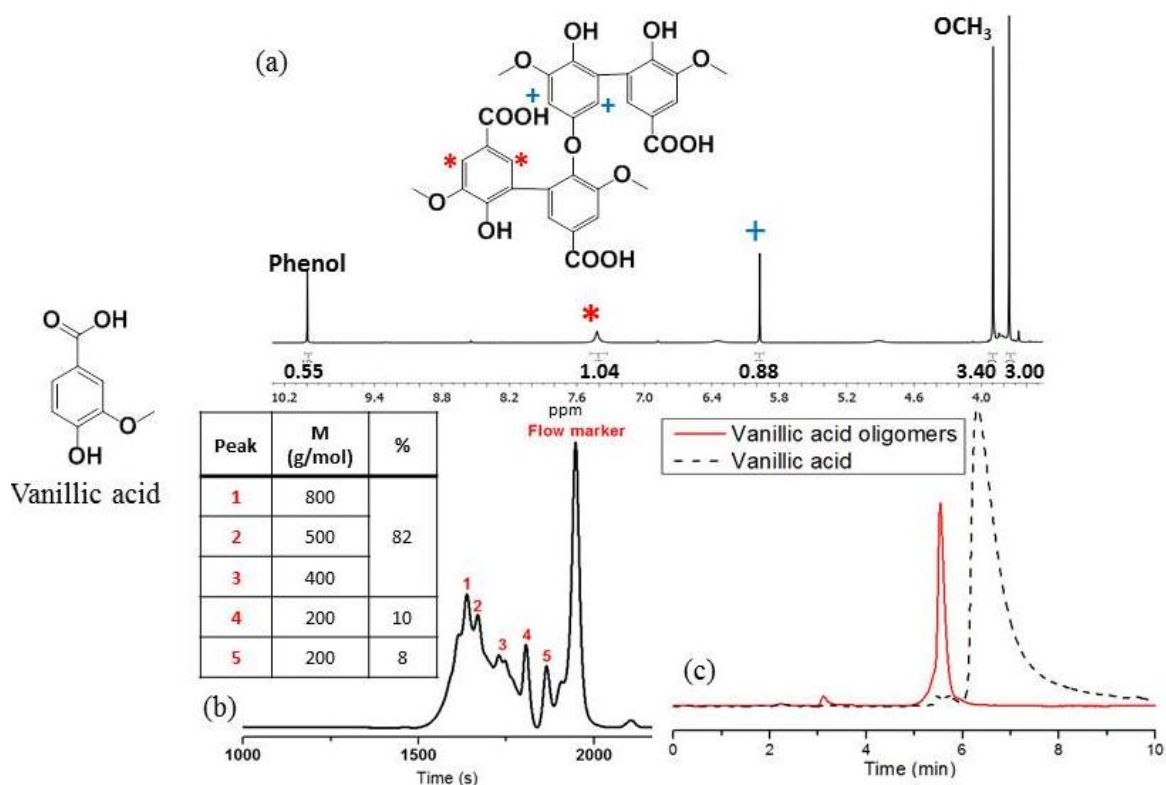 (a)
OH
OH
O
O
+
+
COOH
O
COOH
*
*
O
O
OH
COOH
Phenol
*
+
OCH3
0.55
1.04
0.88
3.40
3.00
10.2 9.4 8.8 8.2 7.6 7.0 6.4 5.8 5.2 4.6 4.0
ppm
O
OH
O
OH
Vanillic acid
Peak M (g/mol) %
1 800
2 500 82
3 400
4 200 10
5 200 8
Flow marker
1
2
3
4
5
(b)
1000 1500 2000
Time (s)
Vanillic acid oligomers
Vanillic acid
(c)
0 2 4 6 8 10
Time (min)